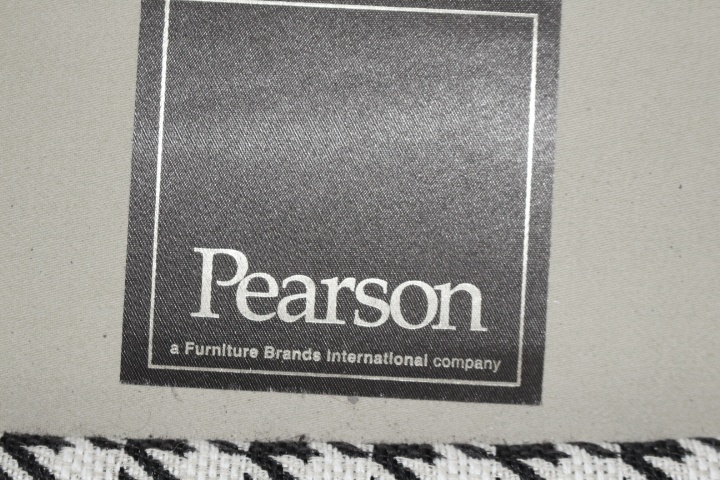 Pearson
a Furniture Brands International company